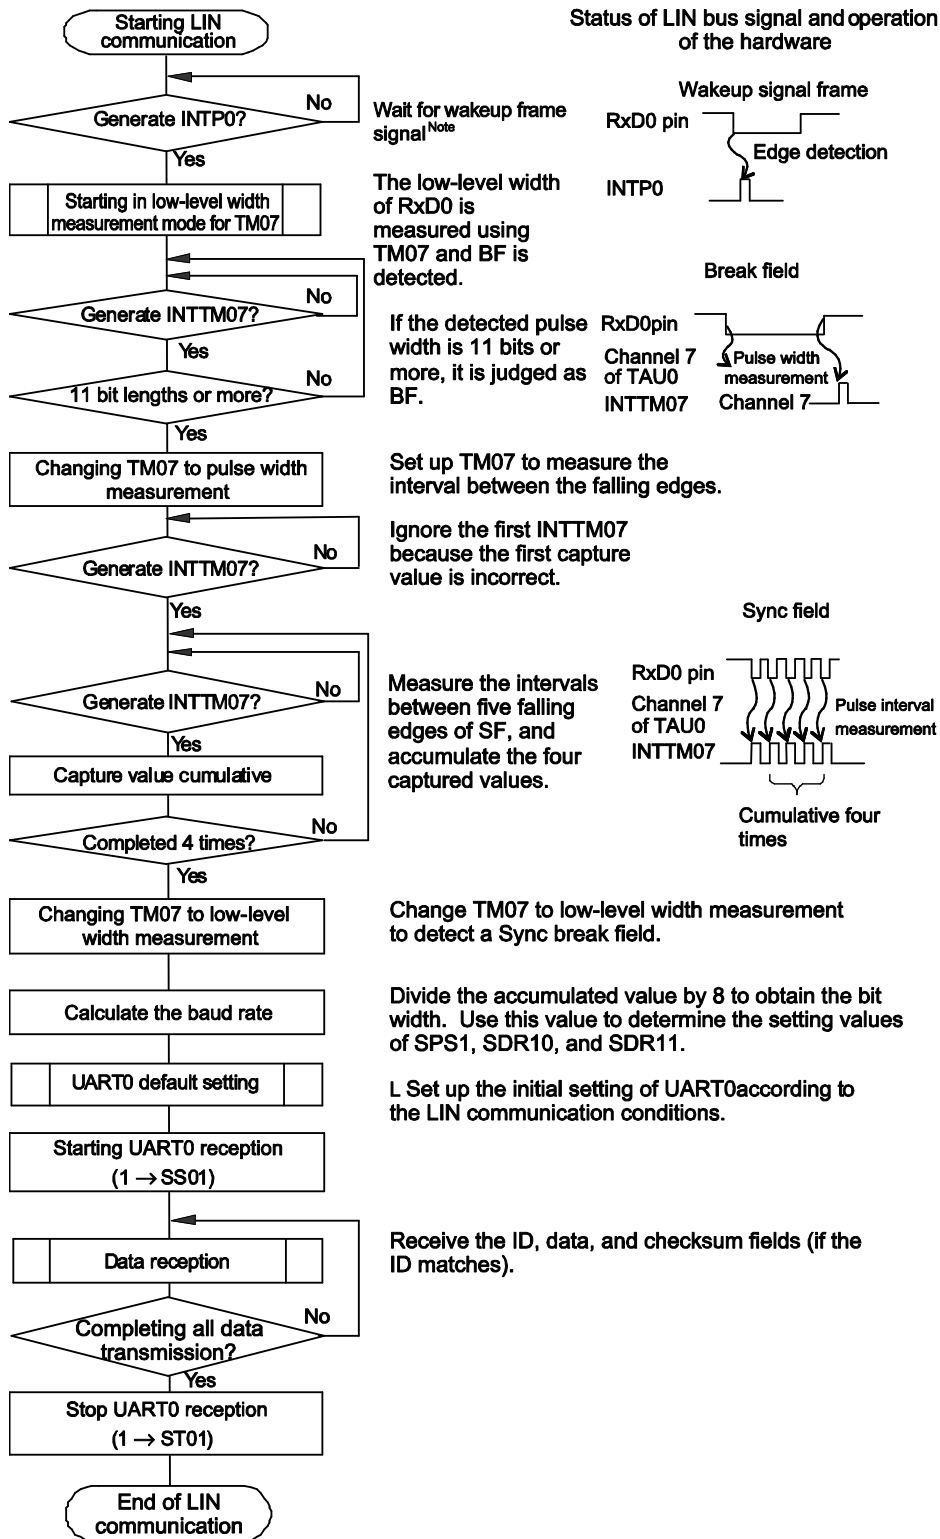 Starting LIN
communication
Status of LIN bus signal and operation
of the hardware
No
Generate INTP0?
Yes
Wait for wakeup frame
signal Note
Wakeup signal frame
RxD0 pin
Edge detection
INTP0
Starting in low-level width
measurement mode for TM07
The low-level width
of RxD0 is
measured using
TM07 and BF is
detected.
No
Generate INTTM07?
Yes
No
11 bit lengths or more?
Yes
If the detected pulse
width is 11 bits or
more, it is judged as
BF.
Break field
RxD0pin
Channel 7
of TAU0
INTTM07
Pulse width
measurement
Channel 7
Changing TM07 to pulse width
measurement
Set up TM07 to measure the
interval between the falling edges.
No
Generate INTTM07?
Yes
Ignore the first INTTM07
because the first capture
value is incorrect.
Sync field
RxD0 pin
Channel 7
of TAU0
INTTM07
Pulse interval
measurement
Cumulative four
times
No
Generate INTTM07?
Yes
Capture value cumulative
No
Completed 4 times?
Yes
Measure the intervals
between five falling
edges of SF, and
accumulate the four
captured values.
Changing TM07 to low-level
width measurement
Change TM07 to low-level width measurement
to detect a Sync break field.
Calculate the baud rate
Divide the accumulated value by 8 to obtain the bit
width. Use this value to determine the setting values
of SPS1, SDR10, and SDR11.
UART0 default setting
L Set up the initial setting of UART0according to
the LIN communication conditions.
Starting UART0 reception
(1 → SS01)
Data reception
Receive the ID, data, and checksum fields (if the
ID matches).
No
Completing all data
transmission?
Yes
Stop UART0 reception
(1 → ST01)
End of LIN
communication